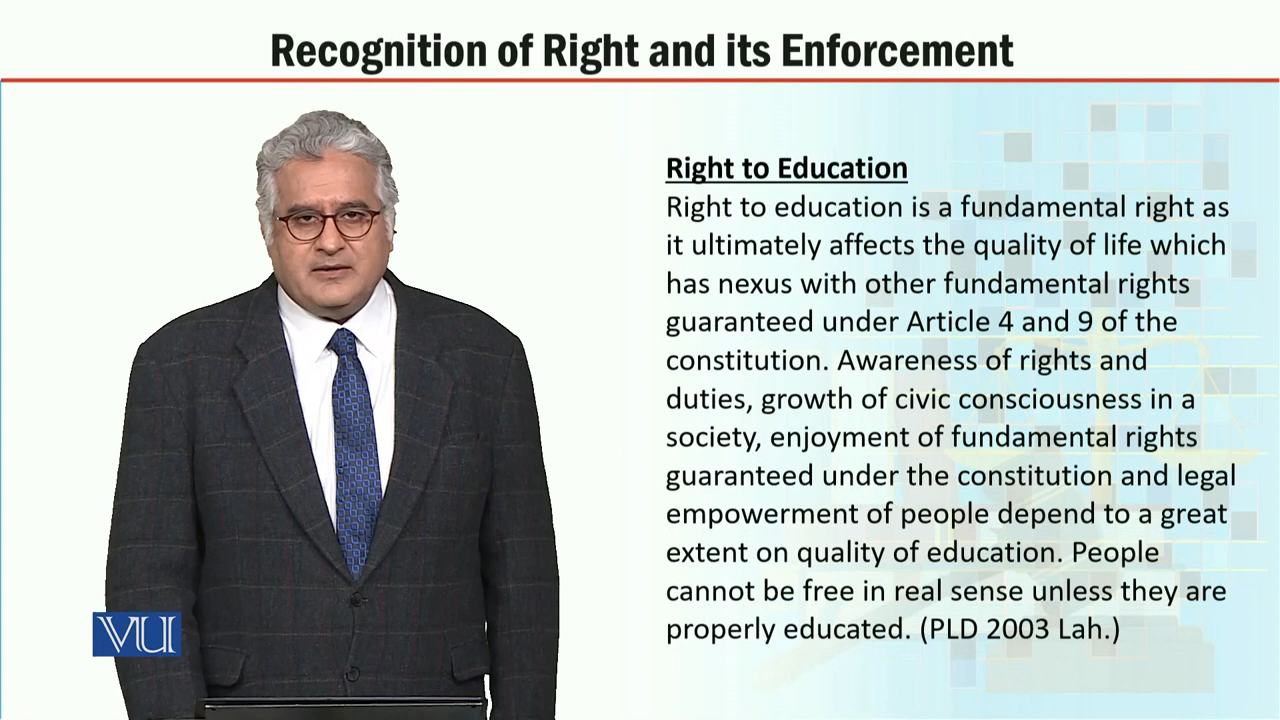 Recognition of Right and its Enforcement
Right to Education
Right to education is a fundamental right as
it ultimately affects the quality of life which
has nexus with other fundamental rights
guaranteed under Article 4 and 9 of the
constitution. Awareness of rights and
duties, growth of civic consciousness in a
society, enjoyment of fundamental rights
guaranteed under the constitution and legal
empowerment of people depend to a great
extent on quality of education. People
cannot be free in real sense unless they are
properly educated. (PLD 2003 Lah.)
VU